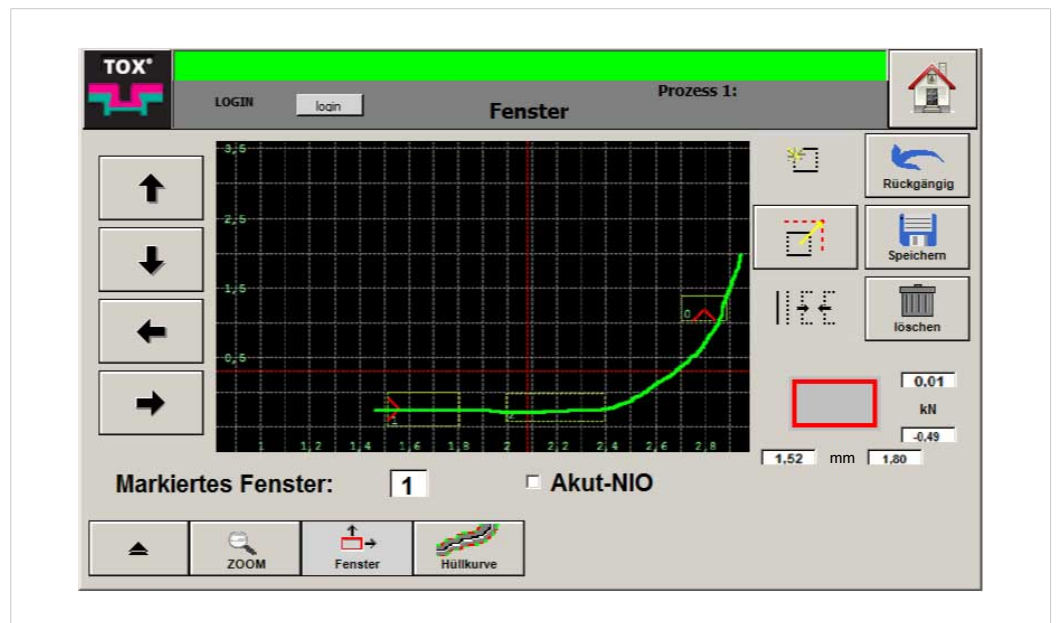 TOX®
LOGIN login Fenster Prozess 1:
Rückgängig
Speichern
löschen
3,5
2,5
1,5
0,5
0
1
2
1 1,2 1,4 1,6 1,8 2 2,2 2,4 2,6 2,8
0,01
kN
-0,49
1,52 mm 1,80
Markiertes Fenster: 1 Akut-NIO
ZOOM Fenster Hüllkurve